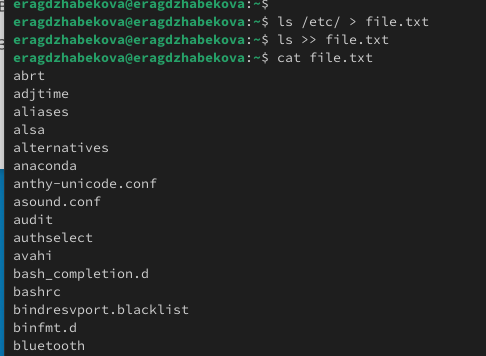 eragdzhabekova@eragdzhabekova:~$
eragdzhabekova@eragdzhabekova:~$ ls /etc/ > file.txt
eragdzhabekova@eragdzhabekova:~$ ls >> file.txt
eragdzhabekova@eragdzhabekova:~$ cat file.txt
abrt
adjtime
aliases
alsa
alternatives
anaconda
anthy-unicode.conf
asound.conf
audit
authselect
avahi
bash_completion.d
bashrc
bindresvport.blacklist
binfmt.d
bluetooth